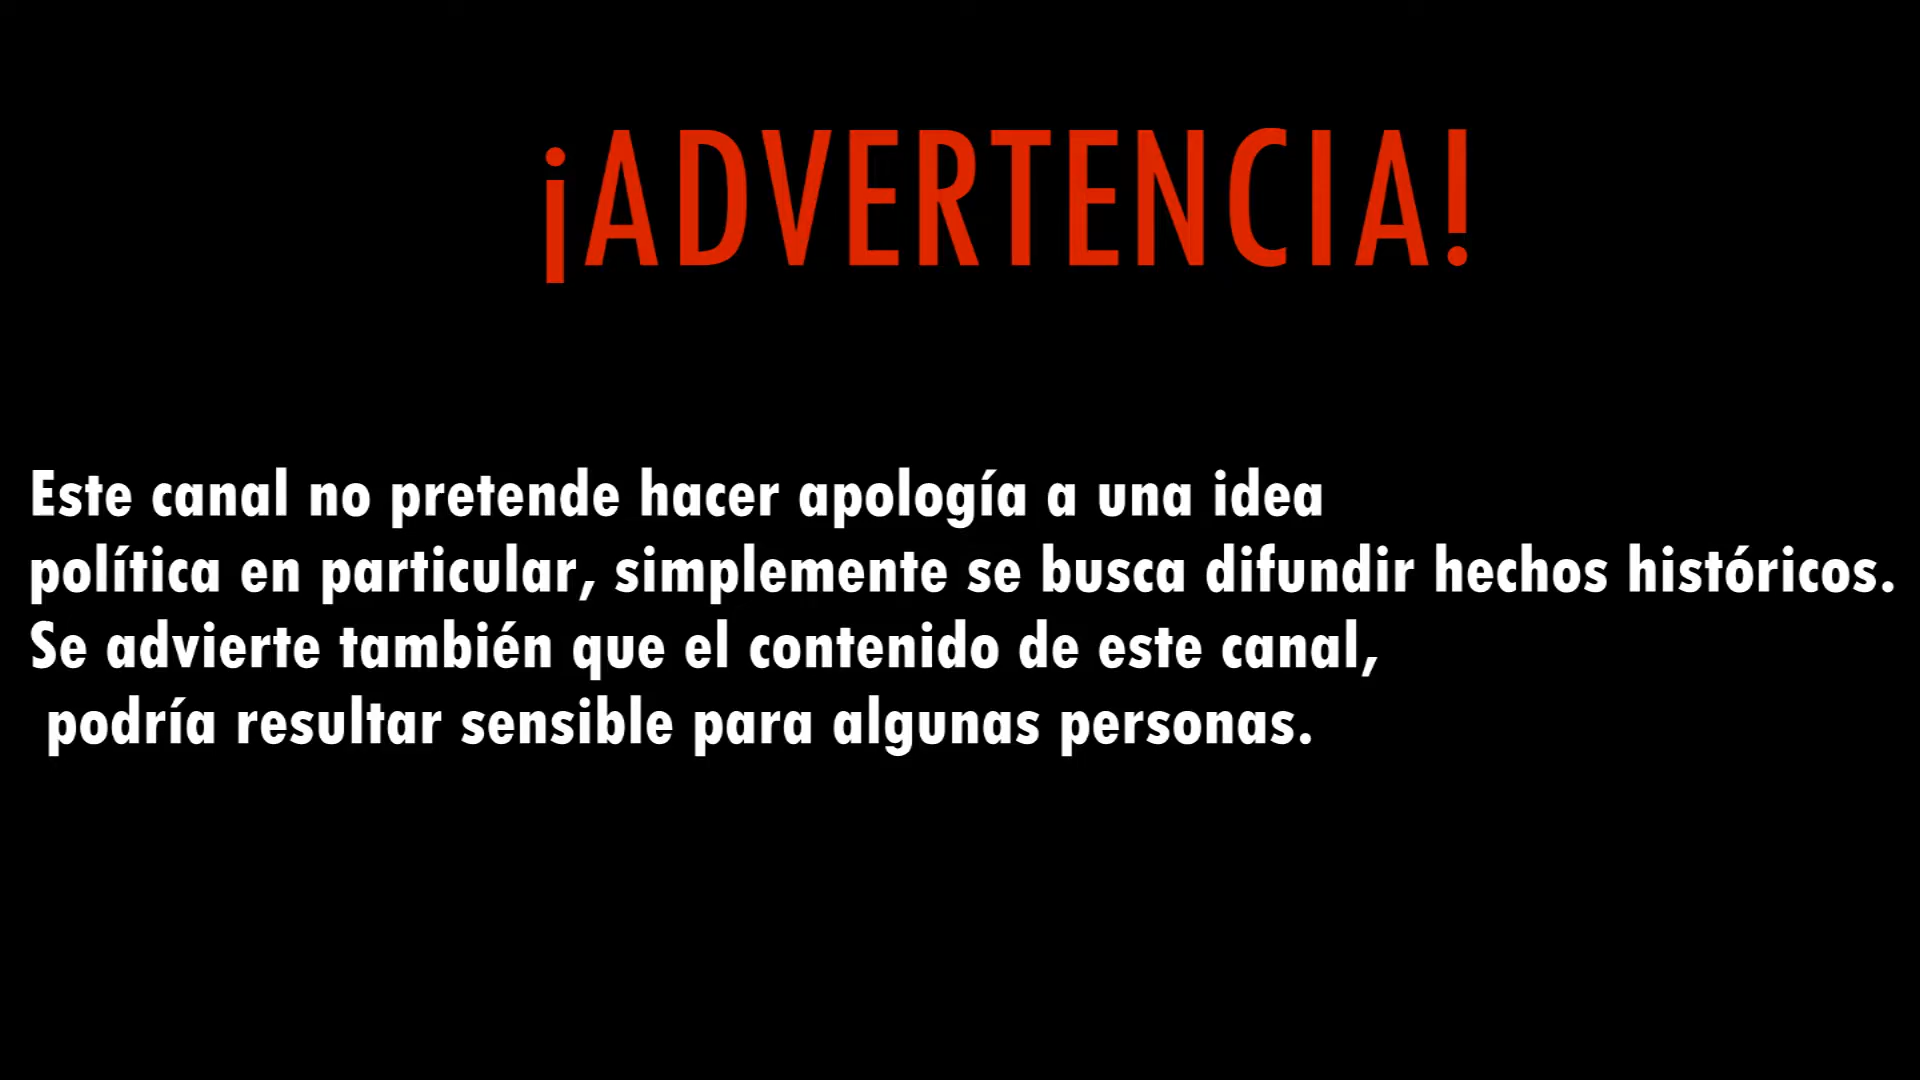 ¡ADVERTENCIA!
Este canal no pretende hacer apología a una idea
política en particular, simplemente se busca difundir hechos históricos.
Se advierte también que el contenido de este canal,
podría resultar sensible para algunas personas.